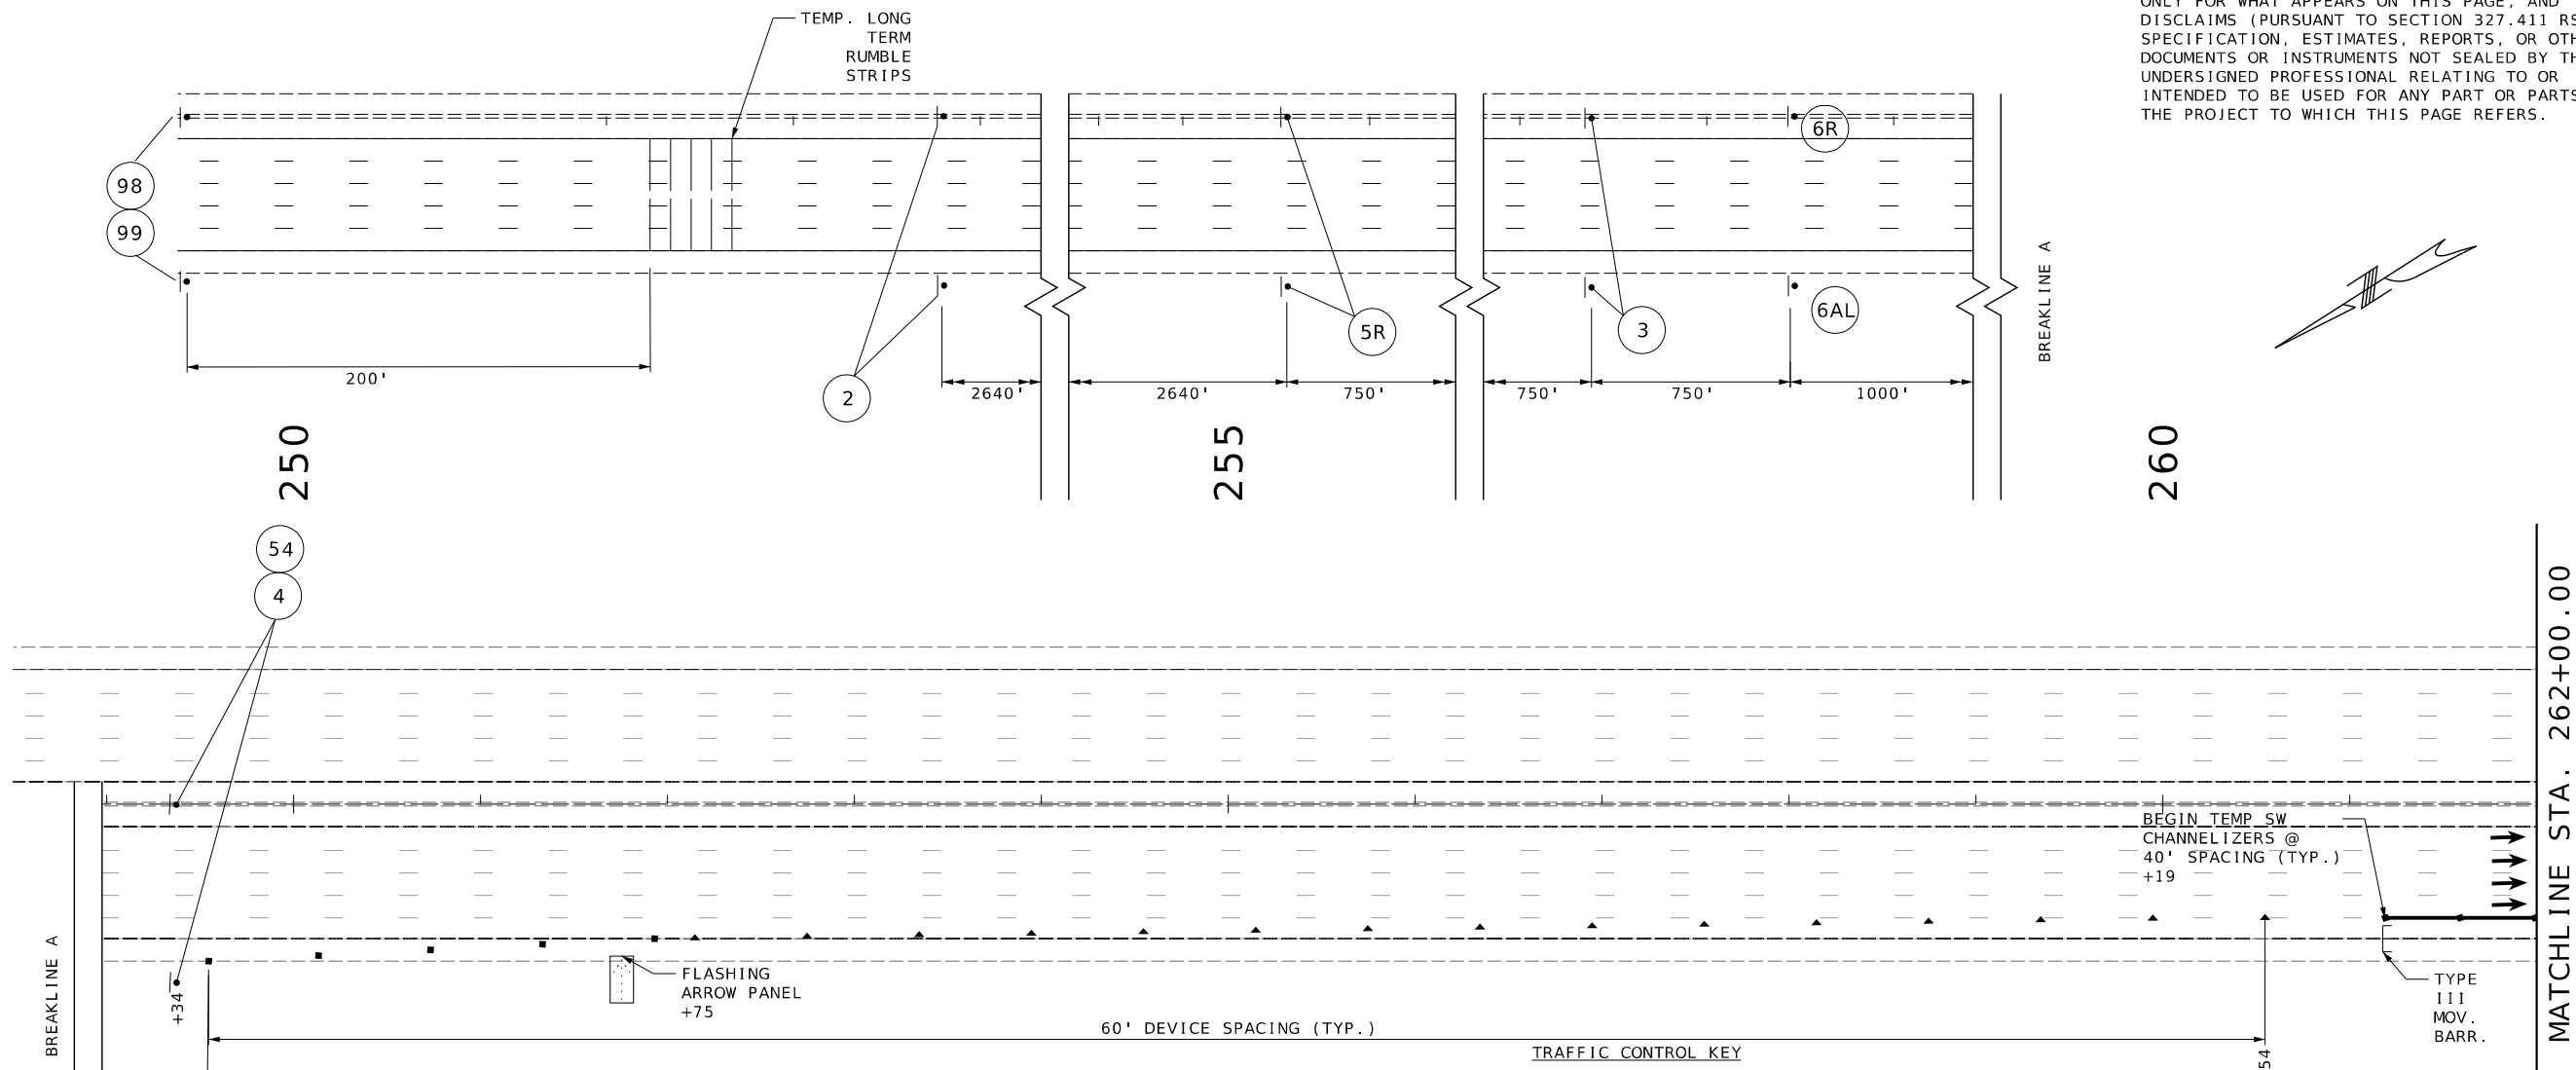 TEMP. LONG
TERM
RUMBLE
STRIPS
ONLY FOR WHAT APPEARS ON THIS PAGE, AND
DISCLAIMS (PURSUANT TO SECTION 327.411 RS
SPECIFICATION, ESTIMATES, REPORTS, OR OTH
DOCUMENTS OR INSTRUMENTS NOT SEALED BY TH
UNDERSIGNED PROFESSIONAL RELATING TO OR
INTENDED TO BE USED FOR ANY PART OR PARTS
THE PROJECT TO WHICH THIS PAGE REFERS.
98
99
6R
6AL
5R
3
2
200'
2640'
2640'
750'
750'
750'
1000'
BREAKLINE A
250
255
260
54
4
BEGIN TEMP SW
CHANNELIZERS @
40' SPACING (TYP.)
+19
MATCHLINE STA. 262+00.00
BREAKLINE A
+34
FLASHING
ARROW PANEL
+75
60' DEVICE SPACING (TYP.)
TYPE
III
MOV.
BARR.
TRAFFIC CONTROL KEY
54